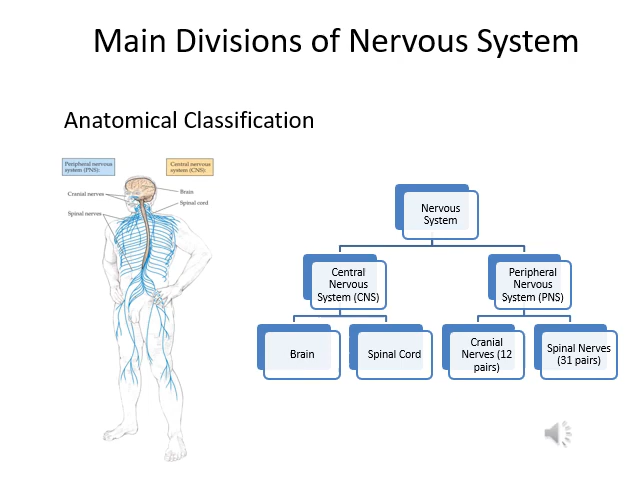 Main Divisions of Nervous System
Anatomical Classification
Peripheral nervous
system (PNS):
Central nervous
system (CNS):
Cranial nerves
Brain
Spinal cord
Spinal nerves
Nervous
System
Central
Nervous
System (CNS)
Peripheral
Nervous
System (PNS)
Brain
Spinal Cord
Cranial
Nerves (12
pairs)
Spinal Nerves
(31 pairs)